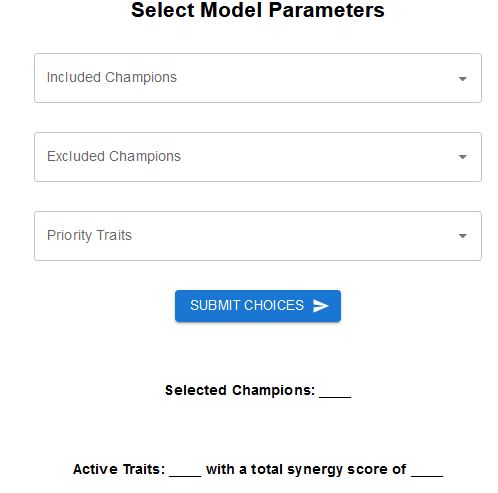 Select Model Parameters
Included Champions
Excluded Champions
Priority Traits
SUBMIT CHOICES
Selected Champions: ____
Active Traits: ____ with a total synergy score of ____